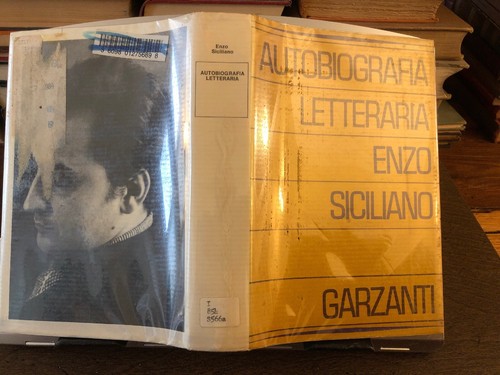 Enzo
Siciliano
AUTOBIOGRAFIA
LETTERARIA
AUTOBIOGRAFIA
LETTERARIA
ENZO
SICILIANO
GARZANTI